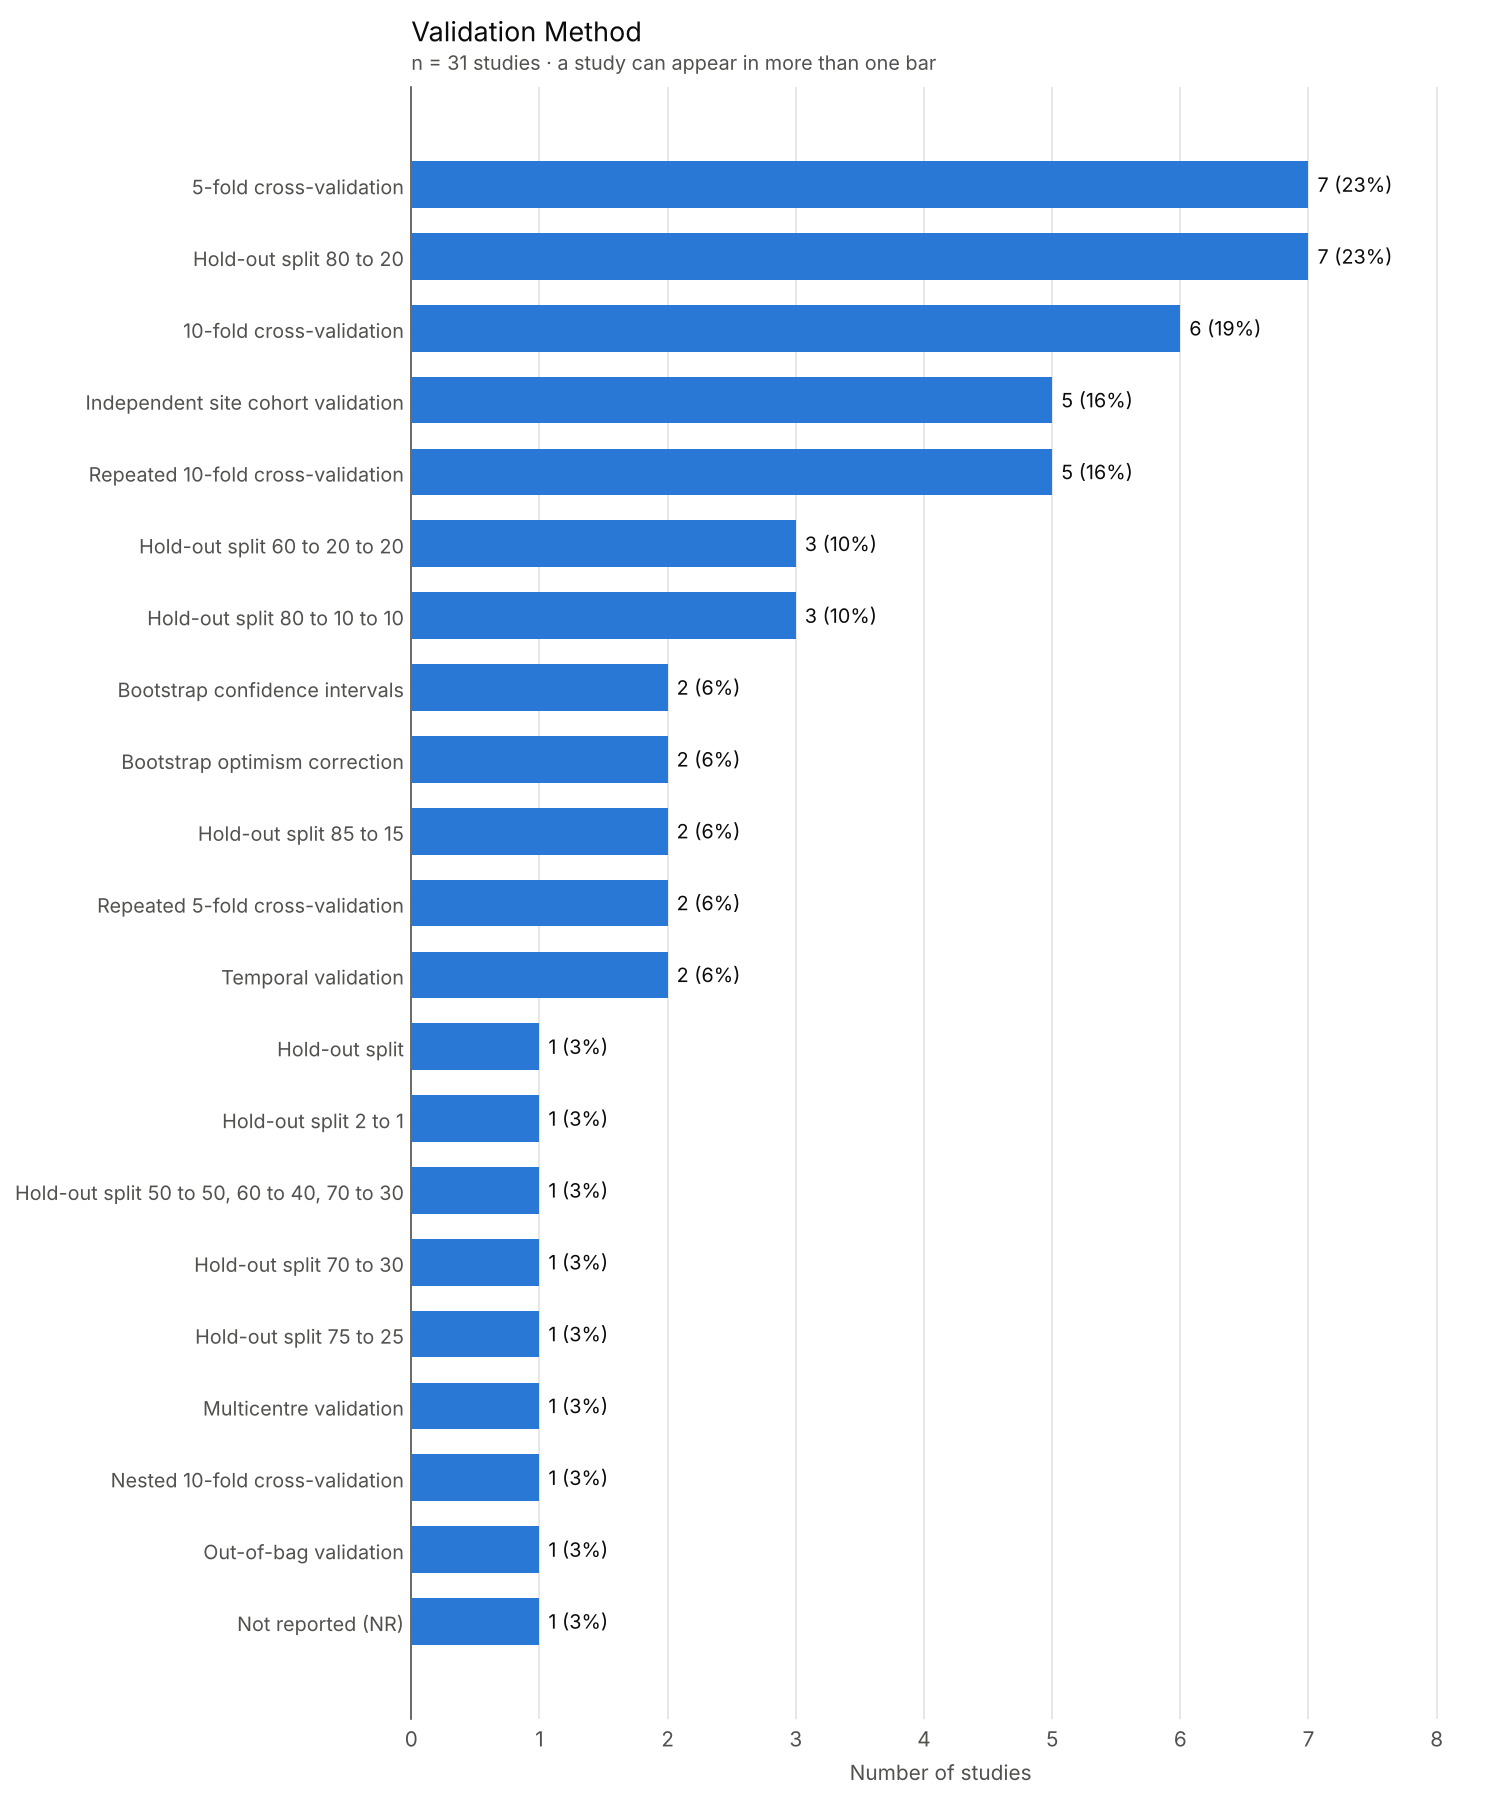 Validation Method
n = 31 studies · a study can appear in more than one bar
5-fold cross-validation 7 (23%)
Hold-out split 80 to 20 7 (23%)
10-fold cross-validation 6 (19%)
Independent site cohort validation 5 (16%)
Repeated 10-fold cross-validation 5 (16%)
Hold-out split 60 to 20 to 20 3 (10%)
Hold-out split 80 to 10 to 10 3 (10%)
Bootstrap confidence intervals 2 (6%)
Bootstrap optimism correction 2 (6%)
Hold-out split 85 to 15 2 (6%)
Repeated 5-fold cross-validation 2 (6%)
Temporal validation 2 (6%)
Hold-out split 1 (3%)
Hold-out split 2 to 1 1 (3%)
Hold-out split 50 to 50, 60 to 40, 70 to 30 1 (3%)
Hold-out split 70 to 30 1 (3%)
Hold-out split 75 to 25 1 (3%)
Multicentre validation 1 (3%)
Nested 10-fold cross-validation 1 (3%)
Out-of-bag validation 1 (3%)
Not reported (NR) 1 (3%)
0 1 2 3 4 5 6 7 8
Number of studies